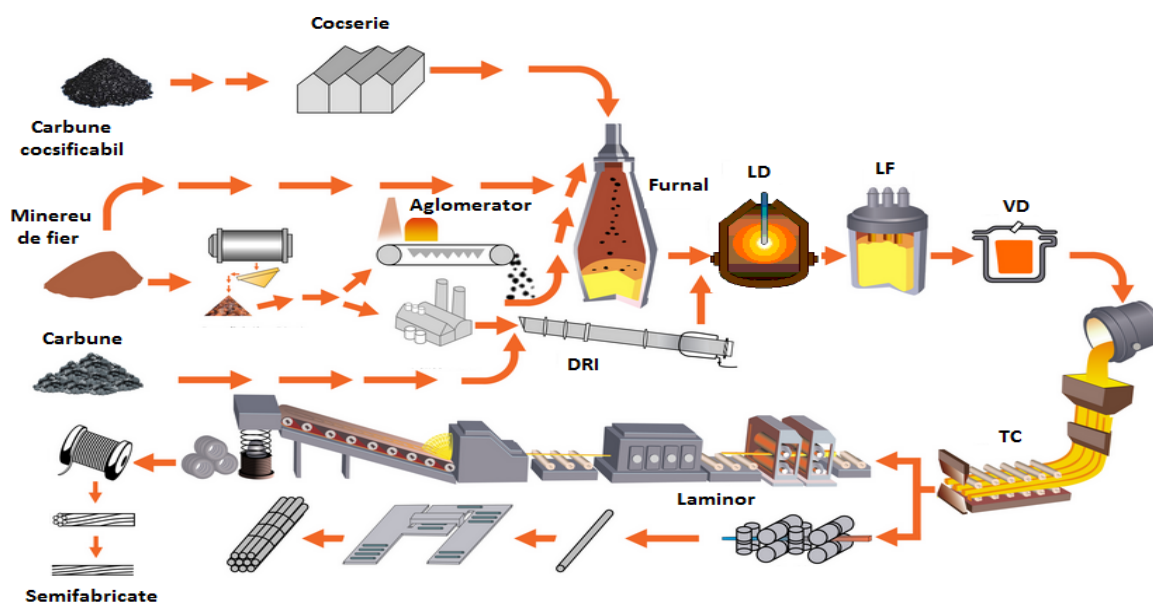 Cocserie
Carbune
cocsificabil
Furnal
LD
LF
VD
Minereu
de fier
Aglomerator
Carbune
DRI
TC
Laminor
Semifabricate